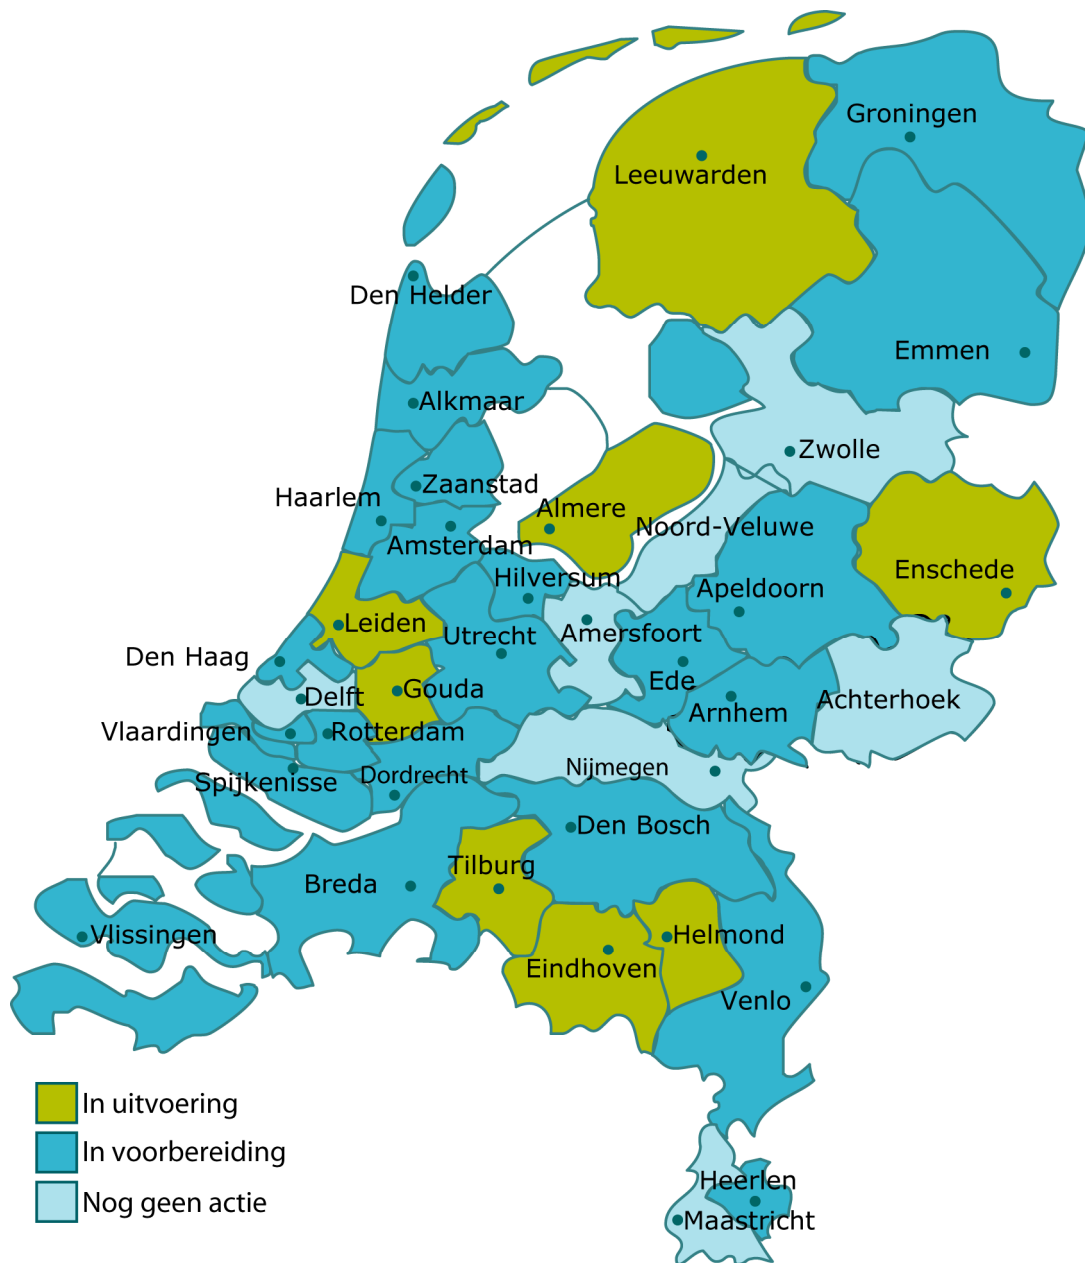 Groningen
Leeuwarden
Den Helder
Emmen
Alkmaar
Zwolle
Zaanstad
Haarlem
Almere
Noord-Veluwe
Amsterdam
Enschede
Hilversum
Apeldoorn
Leiden
Utrecht
Amersfoort
Den Haag
Ede
Gouda
Delft
Achterhoek
Arnhem
Vlaardingen
Rotterdam
Nijmegen
Dordrecht
Spijkenisse
Den Bosch
Tilburg
Breda
Vlissingen
Helmond
Eindhoven
Venlo
In uitvoering
In voorbereiding
Nog geen actie
Heerlen
Maastricht